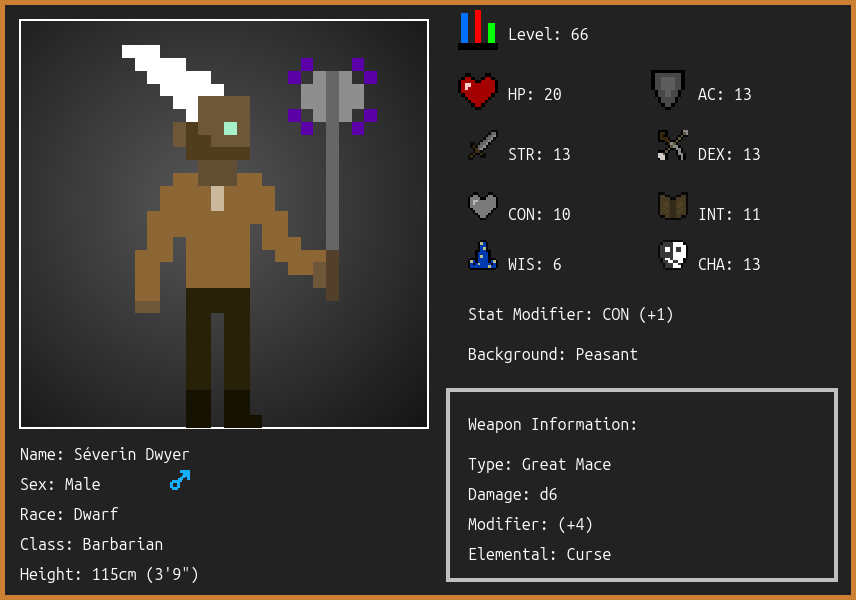 Level: 66
HP: 20
AC: 13
STR: 13
DEX: 13
CON: 10
INT: 11
WIS: 6
CHA: 13
Stat Modifier: CON (+1)
Background: Peasant
Name: Séverin Dwyer
Sex: Male
Race: Dwarf
Class: Barbarian
Height: 115cm (3'9")
Weapon Information:
Type: Great Mace
Damage: d6
Modifier: (+4)
Elemental: Curse